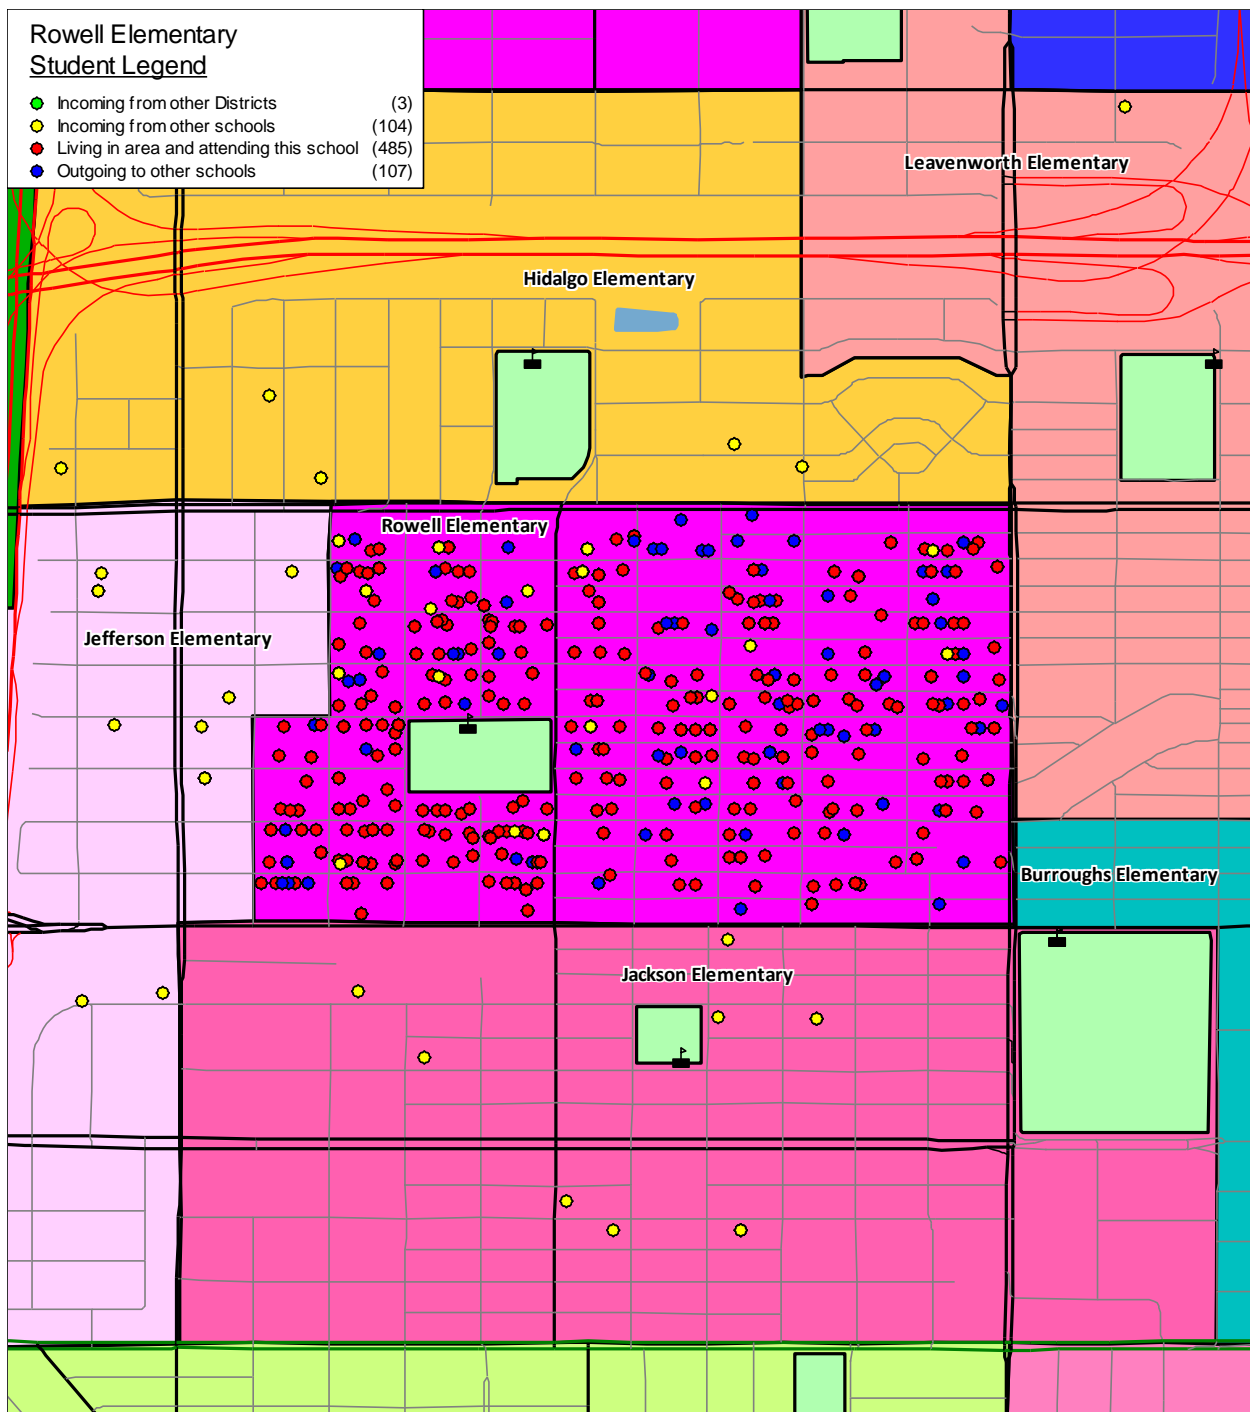 Rowell Elementary
Student Legend
Incoming from other Districts (3)
Incoming from other schools (104)
Living in area and attending this school (485)
Outgoing to other schools (107)
Leavenworth Elementary
Hidalgo Elementary
Rowell Elementary
Jefferson Elementary
Burroughs Elementary
Jackson Elementary